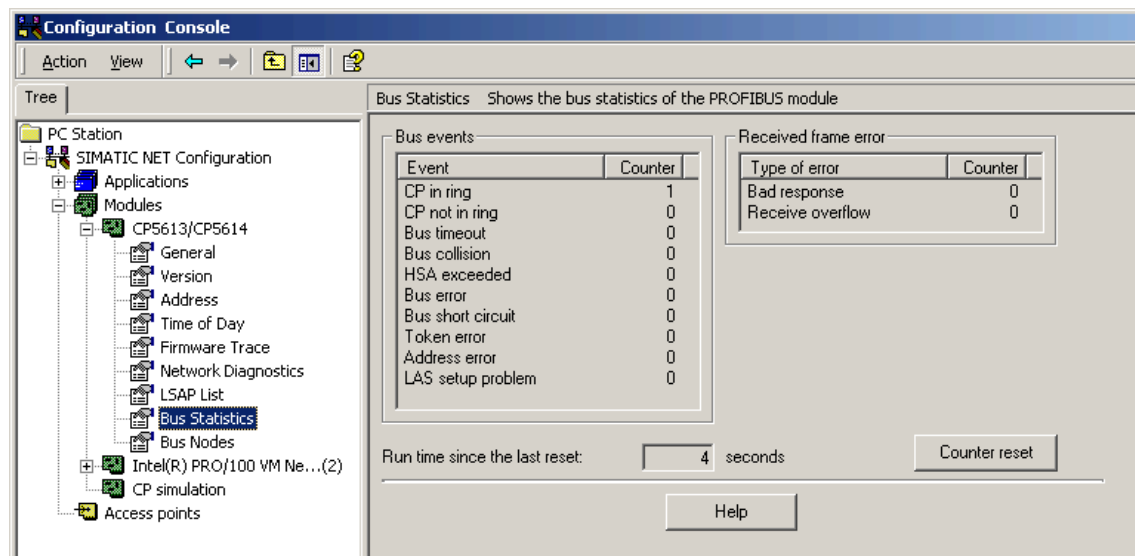 Configuration Console
Action View
Tree
Bus Statistics Shows the bus statistics of the PROFIBUS module
PC Station
SIMATIC NET Configuration
Applications
Modules
CP5613/CP5614
General
Version
Address
Time of Day
Firmware Trace
Network Diagnostics
LSAP List
Bus Statistics
Bus Nodes
Intel(R) PRO/100 VM Ne...(2)
CP simulation
Access points
Bus events
Event Counter
CP in ring 1
CP not in ring 0
Bus timeout 0
Bus collision 0
HSA exceeded 0
Bus error 0
Bus short circuit 0
Token error 0
Address error 0
LAS setup problem 0
Received frame error
Type of error Counter
Bad response 0
Receive overflow 0
Run time since the last reset: 4 seconds
Counter reset
Help